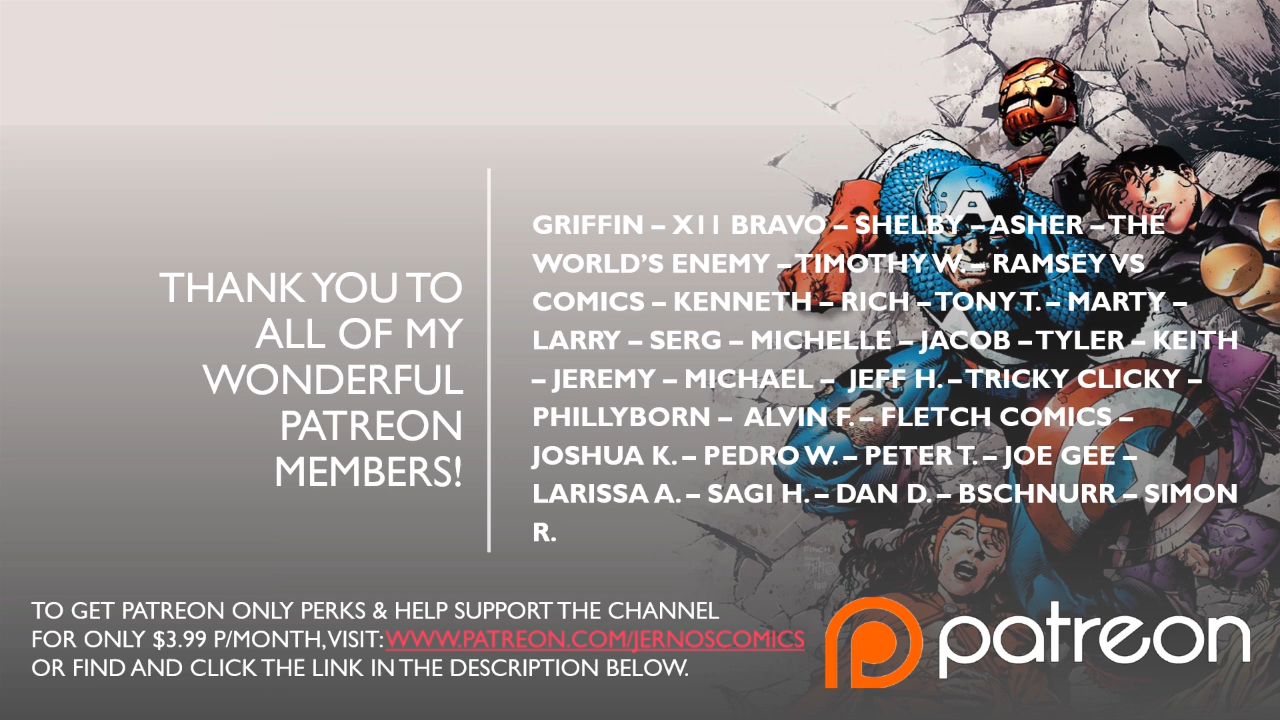 THANK YOU TO
ALL OF MY
WONDERFUL
PATREON
MEMBERS!
GRIFFIN – X11 BRAVO – SHELBY – ASHER – THE
WORLD'S ENEMY – TIMOTHY W. – RAMSEY VS
COMICS – KENNETH – RICH – TONY T. – MARTY –
LARRY – SERG – MICHELLE – JACOB – TYLER – KEITH
– JEREMY – MICHAEL – JEFF H. – TRICKY CLICKY –
PHILLYBORN – ALVIN F. – FLETCH COMICS –
JOSHUA K. – PEDRO W. – PETER T. – JOE GEE –
LARISSA A. – SAGI H. – DAN D. – BSCHNURR – SIMON
R.
TO GET PATREON ONLY PERKS & HELP SUPPORT THE CHANNEL
FOR ONLY $3.99 P/MONTH, VISIT: WWW.PATREON.COM/JERNOSCOMICS
OR FIND AND CLICK THE LINK IN THE DESCRIPTION BELOW.
patreon
A